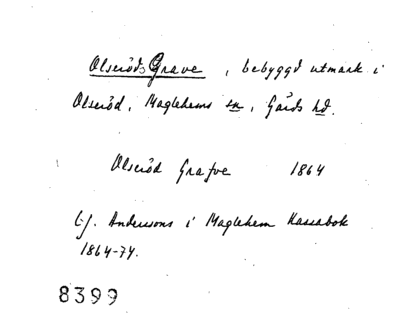 Olseröds Grave, bebyggd utmark i
Olseröd, Maglehems sn, Gärds hd.
Olseröd Grafve 1864
L.J. Anderssons i Maglehem Kassabok
1864-74.
8399